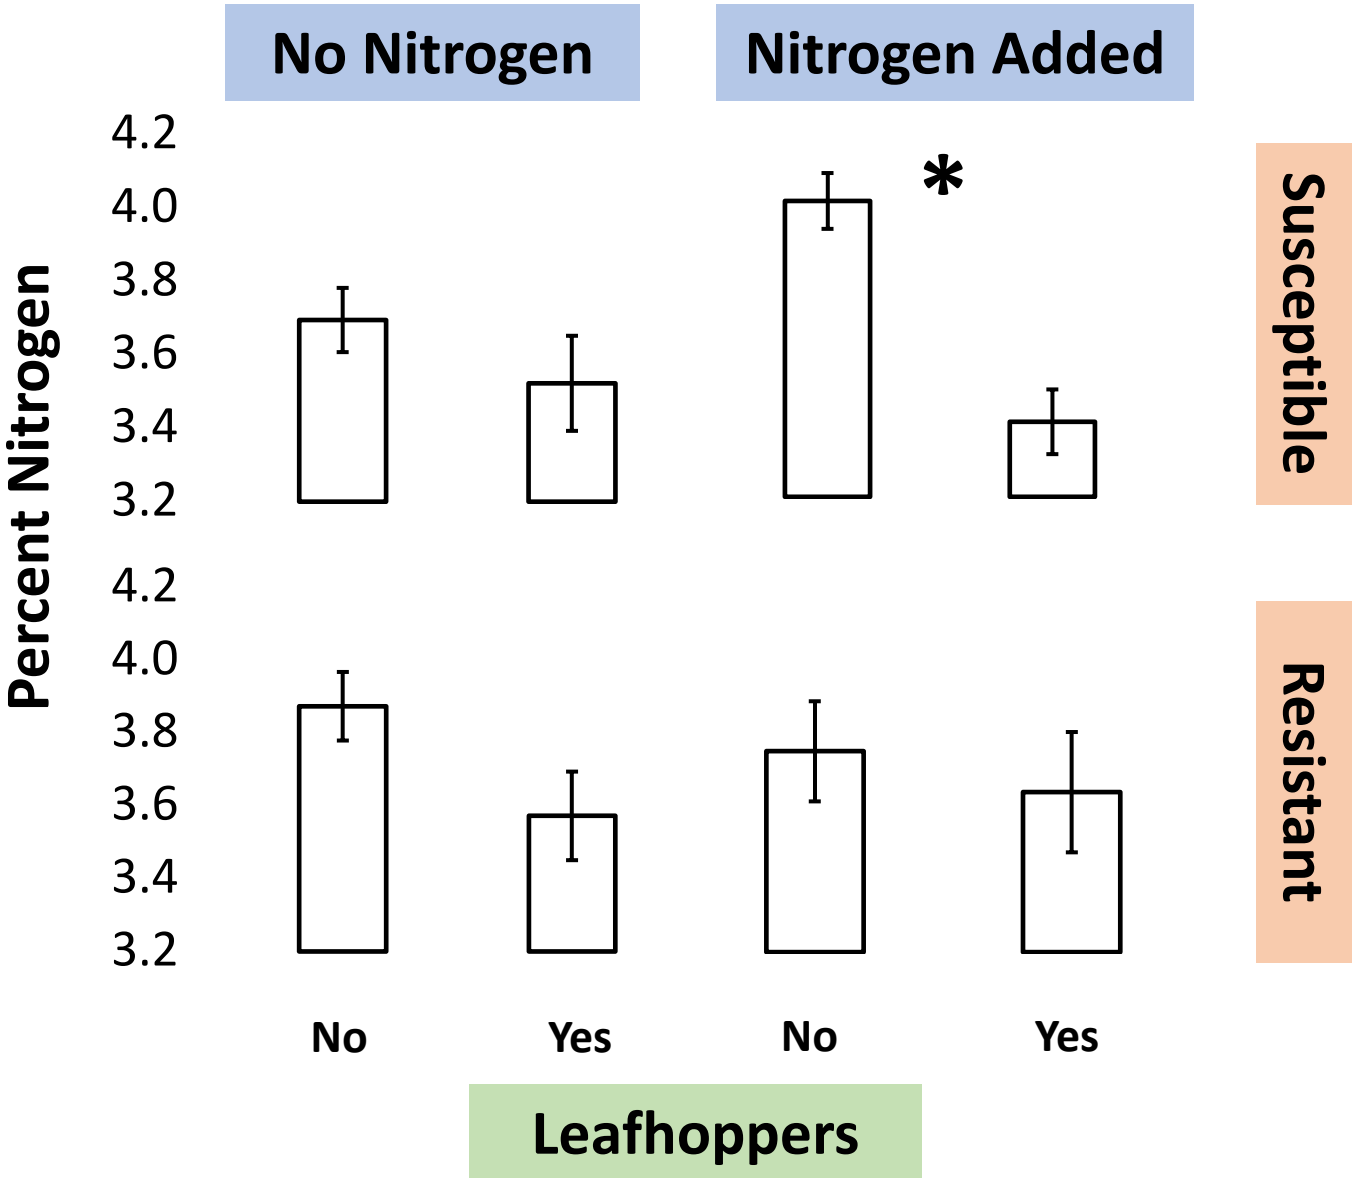 No Nitrogen
Nitrogen Added
Percent Nitrogen
4.2
4.0
3.8
3.6
3.4
3.2
*
Susceptible
4.2
4.0
3.8
3.6
3.4
3.2
Resistant
No
Yes
No
Yes
Leafhoppers